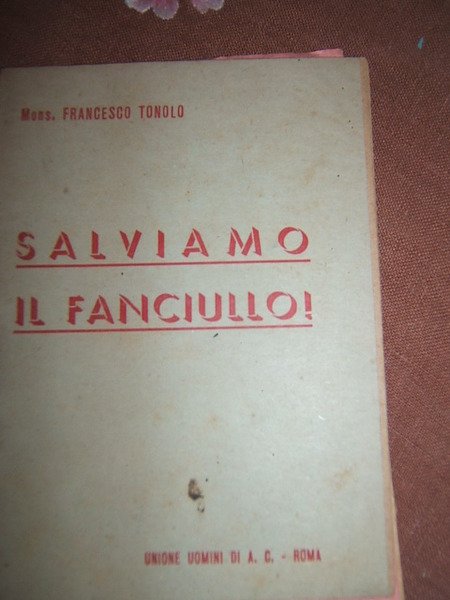 Mons. FRANCESCO TONOLO
SALVIAMO
IL FANCIULLO!
UNIONE UOMINI DI A. C. - ROMA